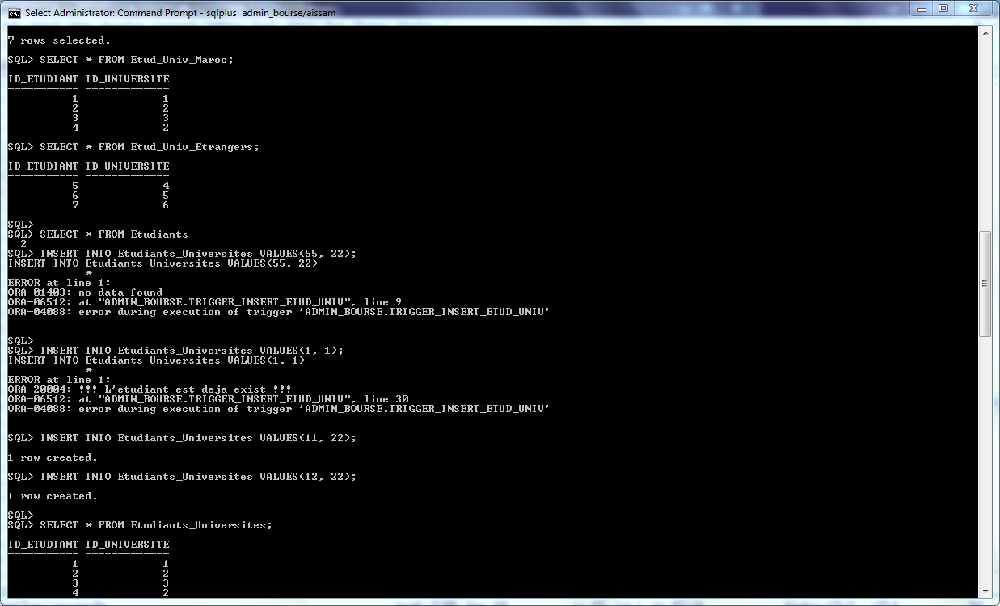 Select Administrator: Command Prompt - sqlplus  admin_bourse/aissam
7 rows selected.
SQL> SELECT * FROM Etud_Univ_Maroc;
ID_ETUDIANT ID_UNIVERSITE
----------- -------------
          1             1
          2             2
          3             3
          4             2
SQL> SELECT * FROM Etud_Univ_Etrangers;
ID_ETUDIANT ID_UNIVERSITE
----------- -------------
          5             4
          6             5
          7             6
SQL>
SQL> SELECT * FROM Etudiants
  2
SQL> INSERT INTO Etudiants_Universites VALUES(55, 22);
INSERT INTO Etudiants_Universites VALUES(55, 22)
            *
ERROR at line 1:
ORA-01403: no data found
ORA-06512: at "ADMIN_BOURSE.TRIGGER_INSERT_ETUD_UNIV", line 9
ORA-04088: error during execution of trigger 'ADMIN_BOURSE.TRIGGER_INSERT_ETUD_UNIV'
SQL>
SQL> INSERT INTO Etudiants_Universites VALUES(1, 1);
INSERT INTO Etudiants_Universites VALUES(1, 1)
            *
ERROR at line 1:
ORA-20004: !!! L'etudiant est deja exist !!!
ORA-06512: at "ADMIN_BOURSE.TRIGGER_INSERT_ETUD_UNIV", line 30
ORA-04088: error during execution of trigger 'ADMIN_BOURSE.TRIGGER_INSERT_ETUD_UNIV'
SQL> INSERT INTO Etudiants_Universites VALUES(11, 22);
1 row created.
SQL> INSERT INTO Etudiants_Universites VALUES(12, 22);
1 row created.
SQL>
SQL> SELECT * FROM Etudiants_Universites;
ID_ETUDIANT ID_UNIVERSITE
----------- -------------
          1             1
          2             2
          3             3
          4             2